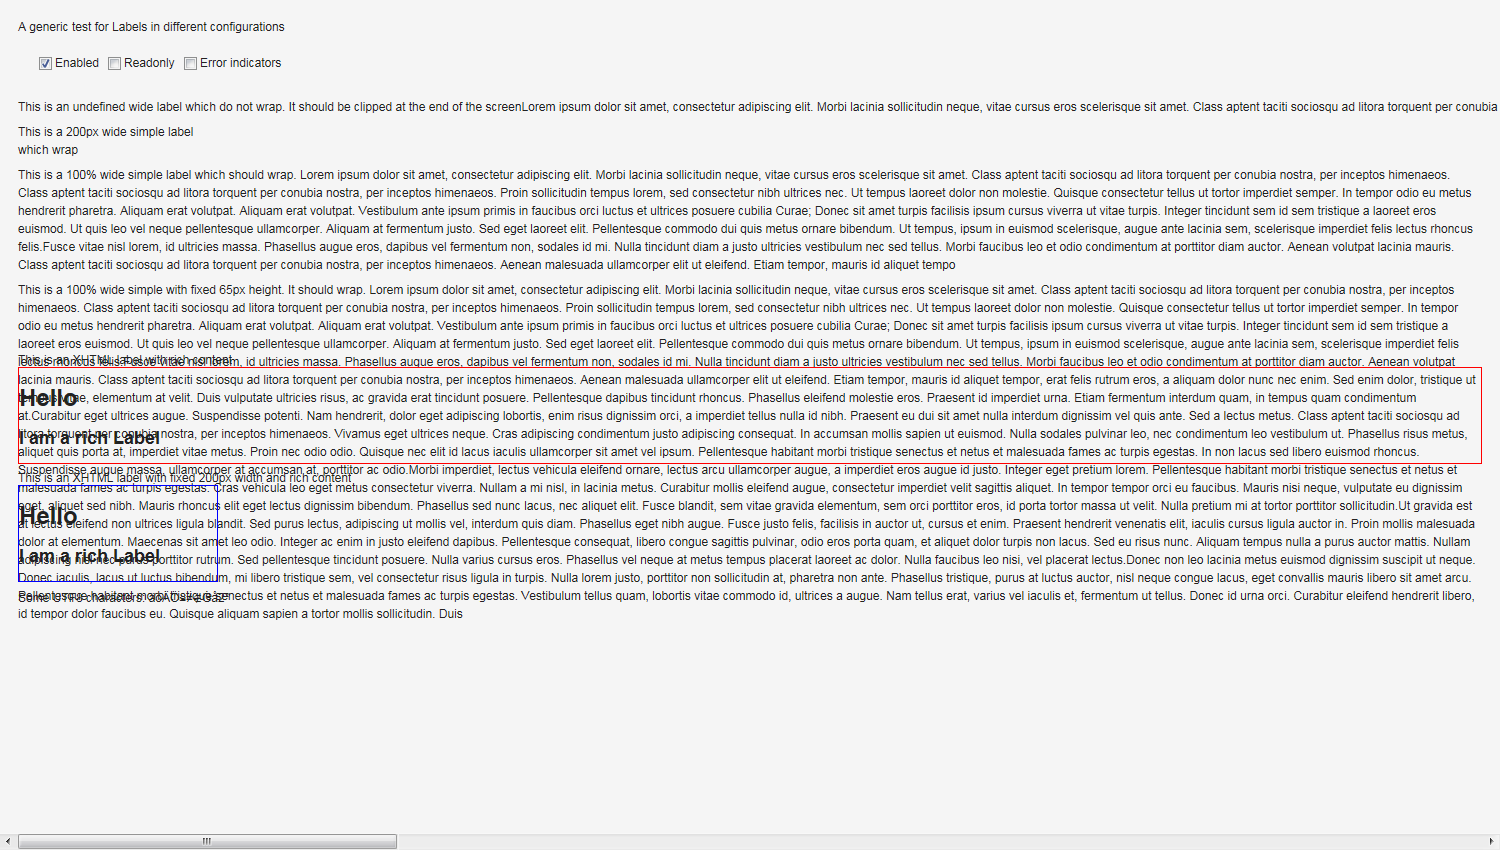 A generic test for Labels in different configurations
Enabled Readonly Error indicators
This is an undefined wide label which do not wrap. It should be clipped at the end of the screenLorem ipsum dolor sit amet, consectetur adipiscing elit. Morbi lacinia sollicitudin neque, vitae cursus eros scelerisque sit amet. Class aptent taciti sociosqu ad litora torquent per conubia
This is a 200px wide simple label
which wrap
This is a 100% wide simple label which should wrap. Lorem ipsum dolor sit amet, consectetur adipiscing elit. Morbi lacinia sollicitudin neque, vitae cursus eros scelerisque sit amet. Class aptent taciti sociosqu ad litora torquent per conubia nostra, per inceptos himenaeos.
Class aptent taciti sociosqu ad litora torquent per conubia nostra, per inceptos himenaeos. Proin sollicitudin tempus lorem, sed consectetur nibh ultrices nec. Ut tempus laoreet dolor non molestie. Quisque consectetur tellus ut tortor imperdiet semper. In tempor odio eu metus
hendrerit pharetra. Aliquam erat volutpat. Aliquam erat volutpat. Vestibulum ante ipsum primis in faucibus orci luctus et ultrices posuere cubilia Curae; Donec sit amet turpis facilisis ipsum cursus viverra ut vitae turpis. Integer tincidunt sem id sem tristique a laoreet eros
euismod. Ut quis leo vel neque pellentesque ullamcorper. Aliquam at fermentum justo. Sed eget laoreet elit. Pellentesque commodo dui quis metus ornare bibendum. Ut tempus, ipsum in euismod scelerisque, augue ante lacinia sem, scelerisque imperdiet felis lectus rhoncus
felis.Fusce vitae nisl lorem, id ultricies massa. Phasellus augue eros, dapibus vel fermentum non, sodales id mi. Nulla tincidunt diam a justo ultricies vestibulum nec sed tellus. Morbi faucibus leo et odio condimentum at porttitor diam auctor. Aenean volutpat lacinia mauris.
Class aptent taciti sociosqu ad litora torquent per conubia nostra, per inceptos himenaeos. Aenean malesuada ullamcorper elit ut eleifend. Etiam tempor, mauris id aliquet tempo
This is a 100% wide simple with fixed 65px height. It should wrap. Lorem ipsum dolor sit amet, consectetur adipiscing elit. Morbi lacinia sollicitudin neque, vitae cursus eros scelerisque sit amet. Class aptent taciti sociosqu ad litora torquent per conubia nostra, per inceptos
himenaeos. Class aptent taciti sociosqu ad litora torquent per conubia nostra, per inceptos himenaeos. Proin sollicitudin tempus lorem, sed consectetur nibh ultrices nec. Ut tempus laoreet dolor non molestie. Quisque consectetur tellus ut tortor imperdiet semper. In tempor
odio eu metus hendrerit pharetra. Aliquam erat volutpat. Aliquam erat volutpat. Vestibulum ante ipsum primis in faucibus orci luctus et ultrices posuere cubilia Curae; Donec sit amet turpis facilisis ipsum cursus viverra ut vitae turpis. Integer tincidunt sem id sem tristique a
laoreet eros euismod. Ut quis leo vel neque pellentesque ullamcorper. Aliquam at fermentum justo. Sed eget laoreet elit. Pellentesque commodo dui quis metus ornare bibendum. Ut tempus, ipsum in euismod scelerisque, augue ante lacinia sem, scelerisque imperdiet felis
This is an XHTML label with rich content
lectus rhoncus felis.Fusce vitae nisl lorem, id ultricies massa. Phasellus augue eros, dapibus vel fermentum non, sodales id mi. Nulla tincidunt diam a justo ultricies vestibulum nec sed tellus. Morbi faucibus leo et odio condimentum at porttitor diam auctor. Aenean volutpat
lacinia mauris. Class aptent taciti sociosqu ad litora torquent per conubia nostra, per inceptos himenaeos. Aenean malesuada ullamcorper elit ut eleifend. Etiam tempor, mauris id aliquet tempor, erat felis rutrum eros, a aliquam dolor nunc nec enim. Sed enim dolor, tristique ut
Hello
vitae, elementum at velit. Duis vulputate ultricies risus, ac gravida erat tincidunt posuere. Pellentesque dapibus tincidunt rhoncus. Phasellus eleifend molestie eros. Praesent id imperdiet urna. Etiam fermentum interdum quam, in tempus quam condimentum
at.Curabitur eget ultrices augue. Suspendisse potenti. Nam hendrerit, dolor eget adipiscing lobortis, enim risus dignissim orci, a imperdiet tellus nulla id nibh. Praesent eu dui sit amet nulla interdum dignissim vel quis ante. Sed a lectus metus. Class aptent taciti sociosqu ad
litora torquent per conubia nostra, per inceptos himenaeos. Vivamus eget ultrices neque. Cras adipiscing condimentum justo adipiscing consequat. In accumsan mollis sapien ut euismod. Nulla sodales pulvinar leo, nec condimentum leo vestibulum ut. Phasellus risus metus,
I am a rich Label
aliquet quis porta at, imperdiet vitae metus. Proin nec odio odio. Quisque nec elit id lacus iaculis ullamcorper sit amet vel ipsum. Pellentesque habitant morbi tristique senectus et netus et malesuada fames ac turpis egestas. In non lacus sed libero euismod rhoncus.
Suspendisse augue massa, ullamcorper at accumsan at, porttitor ac odio.Morbi imperdiet, lectus vehicula eleifend ornare, lectus arcu ullamcorper augue, a imperdiet eros augue id justo. Integer eget pretium lorem. Pellentesque habitant morbi tristique senectus et netus et
This is an XHTML label with fixed 200px width and rich content
malesuada fames ac turpis egestas. Cras vehicula leo eget metus consectetur viverra. Nullam a mi nisl, in lacinia metus. Curabitur mollis eleifend augue, consectetur imperdiet velit sagittis aliquet. In tempor tempor orci eu faucibus. Mauris nisi neque, vulputate eu dignissim
eget, aliquet sed nibh. Mauris rhoncus elit eget lectus dignissim bibendum. Phasellus sed nunc lacus, nec aliquet elit. Fusce blandit, sem vitae gravida elementum, sem orci porttitor eros, id porta tortor massa ut velit. Nulla pretium mi at tortor porttitor sollicitudin.Ut gravida est
Hello
at lectus eleifend non ultrices ligula blandit. Sed purus lectus, adipiscing ut mollis vel, interdum quis diam. Phasellus eget nibh augue. Fusce justo felis, facilisis in auctor ut, cursus et enim. Praesent hendrerit venenatis elit, iaculis cursus ligula auctor in. Proin mollis malesuada
dolor at elementum. Maecenas sit amet leo odio. Integer ac enim in justo eleifend dapibus. Pellentesque consequat, libero congue sagittis pulvinar, odio eros porta quam, et aliquet dolor turpis non lacus. Sed eu risus nunc. Aliquam tempus nulla a purus auctor mattis. Nullam
I am a rich Label
adipiscing nisl nec purus porttitor rutrum. Sed pellentesque tincidunt posuere. Nulla varius cursus eros. Phasellus vel neque at metus tempus placerat laoreet ac dolor. Nulla faucibus leo nisi, vel placerat lectus.Donec non leo lacinia metus euismod dignissim suscipit ut neque.
Donec iaculis, lacus ut luctus bibendum, mi libero tristique sem, vel consectetur risus ligula in turpis. Nulla lorem justo, porttitor non sollicitudin at, pharetra non ante. Phasellus tristique, purus at luctus auctor, nisl neque congue lacus, eget convallis mauris libero sit amet arcu.
Pellentesque habitant morbi tristique senectus et netus et malesuada fames ac turpis egestas. Vestibulum tellus quam, lobortis vitae commodo id, ultrices a augue. Nam tellus erat, varius vel iaculis et, fermentum ut tellus. Donec id urna orci. Curabitur eleifend hendrerit libero,
Some UTF8 characters:
id tempor dolor faucibus eu. Quisque aliquam sapien a tortor mollis sollicitudin. Duis